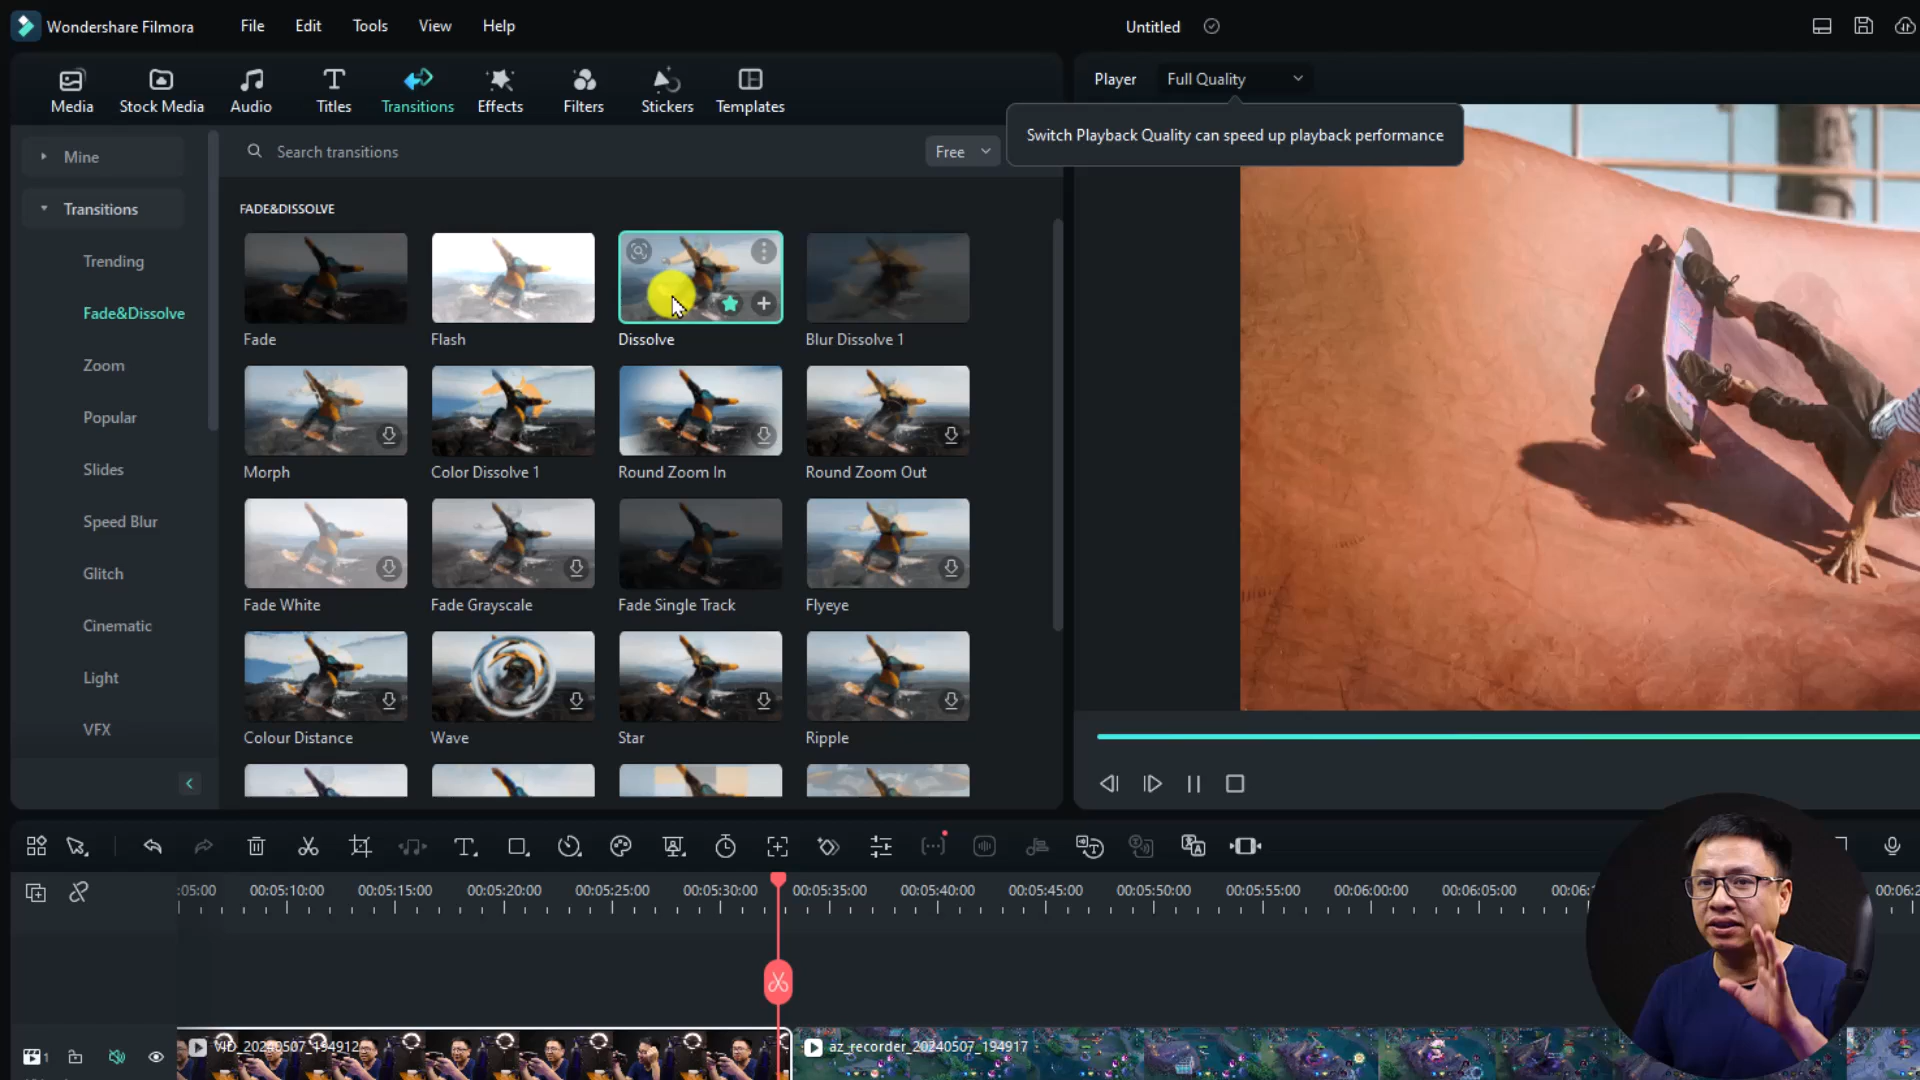 Wondershare Filmora
File
Edit
Tools
View
Help
Untitled
Media
Stock Media
Audio
Titles
Transitions
Effects
Filters
Stickers
Templates
Player
Full Quality
Switch Playback Quality can speed up playback performance
Mine
Transitions
Trending
Fade&Dissolve
Zoom
Popular
Slides
Speed Blur
Glitch
Cinematic
Light
VFX
Search transitions
Free
FADE&DISSOLVE
Fade
Flash
Dissolve
Blur Dissolve 1
Morph
Color Dissolve 1
Round Zoom In
Round Zoom Out
Fade White
Fade Grayscale
Fade Single Track
Flyeye
Colour Distance
Wave
Star
Ripple
:05:00
00:05:10:00
00:05:15:00
00:05:20:00
00:05:25:00
00:05:30:00
00:05:35:00
00:05:40:00
00:05:45:00
00:05:50:00
00:05:55:00
00:06:00:00
00:06:05:00
00:06:
00:06:2
1
VID_20240507_194912
az_recorder_20240507_194917